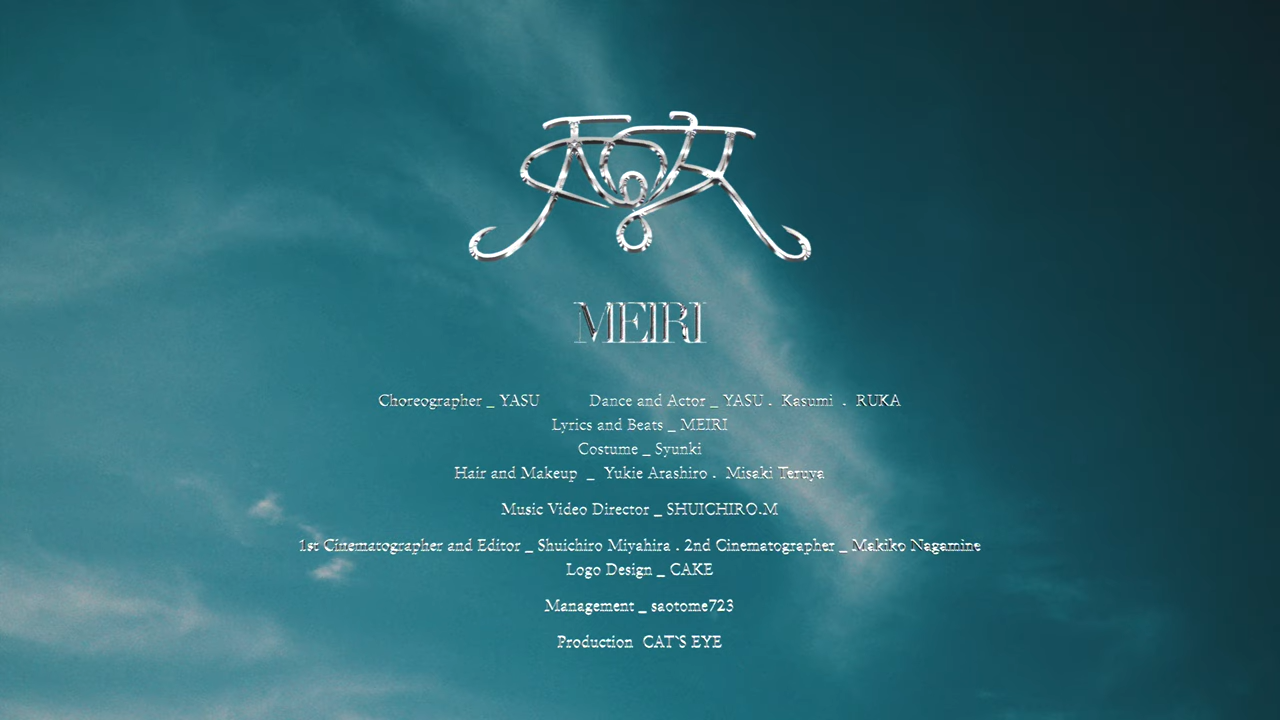 MEIRI
Choreographer _ YASU Dance and Actor _ YASU . Kasumi . RUKA
Lyrics and Beats _ MEIRI
Costume _ Syunki
Hair and Makeup _ Yukie Arashiro . Misaki Teruya
Music Video Director _ SHUICHIRO.M
1st Cinematographer and Editor _ Shuichiro Miyahira . 2nd Cinematographer _ Makiko Nagamine
Logo Design _ CAKE
Management _ saotome723
Production CAT`S EYE